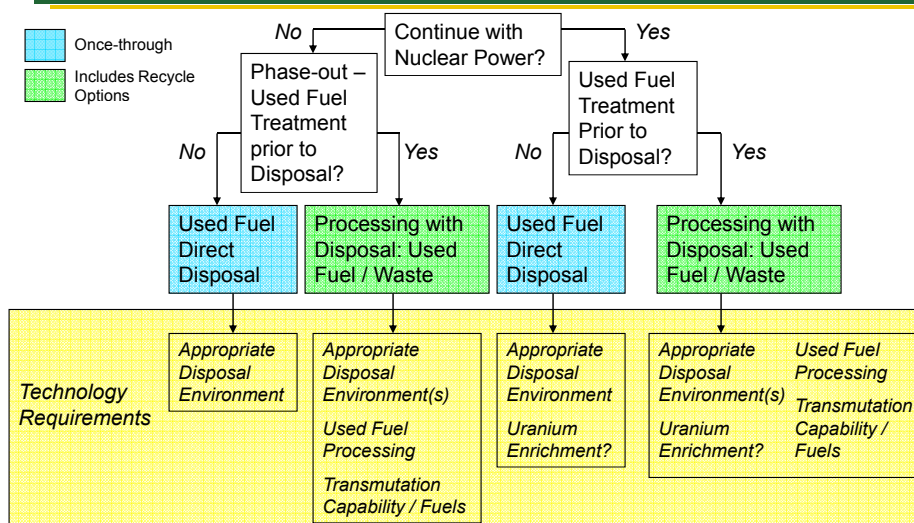 Once-through
Includes Recycle
Options
No
Continue with
Nuclear Power?
Yes
Phase-out –
Used Fuel
Treatment
prior to
Disposal?
Used Fuel
Treatment
Prior to
Disposal?
No
Yes
No
Yes
Used Fuel
Direct
Disposal
Processing with
Disposal: Used
Fuel / Waste
Used Fuel
Direct
Disposal
Processing with
Disposal: Used
Fuel / Waste
Technology
Requirements
Appropriate
Disposal
Environment
Appropriate
Disposal
Environment(s)
Used Fuel
Processing
Transmutation
Capability / Fuels
Appropriate
Disposal
Environment
Uranium
Enrichment?
Appropriate
Disposal
Environment(s)
Uranium
Enrichment?
Used Fuel
Processing
Transmutation
Capability /
Fuels